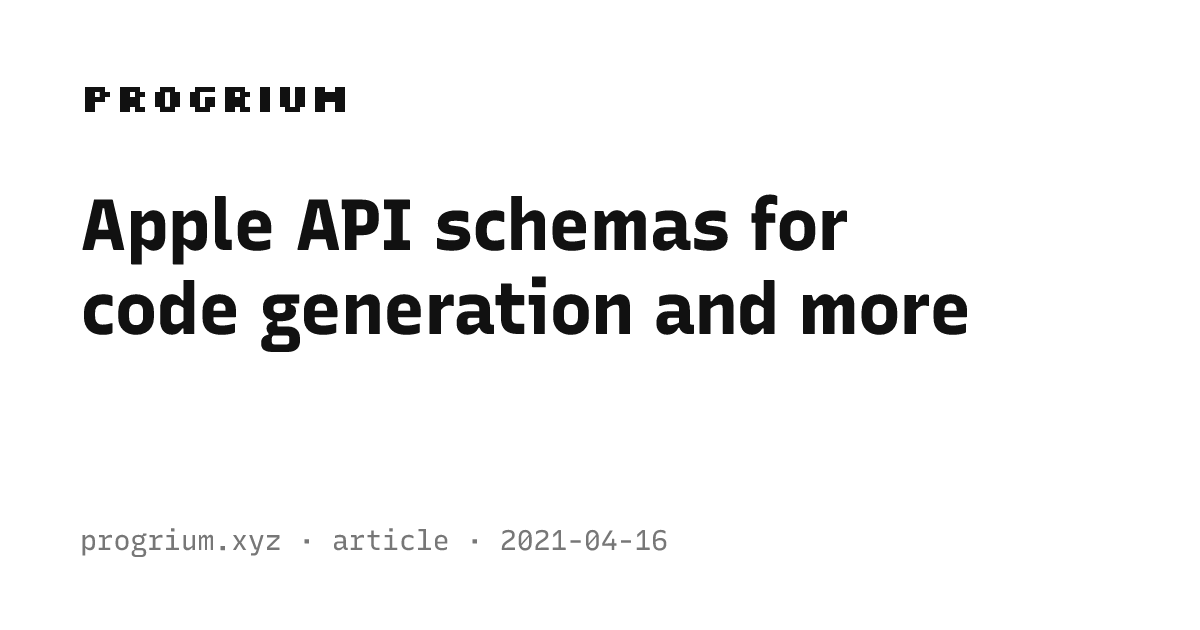 PROGRIUM
Apple API schemas for
code generation and more
progrium.xyz · article · 2021-04-16